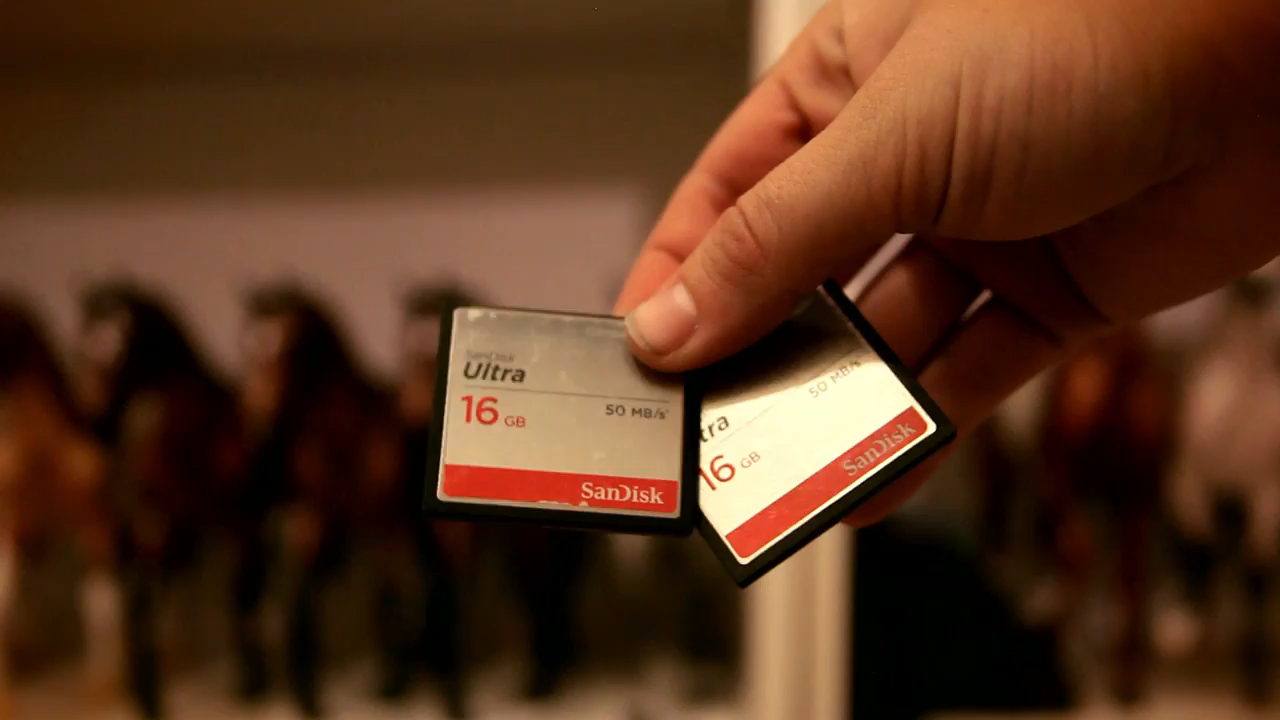 SanDisk
Ultra
16 GB 50 MB/s
SanDisk
tra
16 GB 50 MB/s
SanDisk